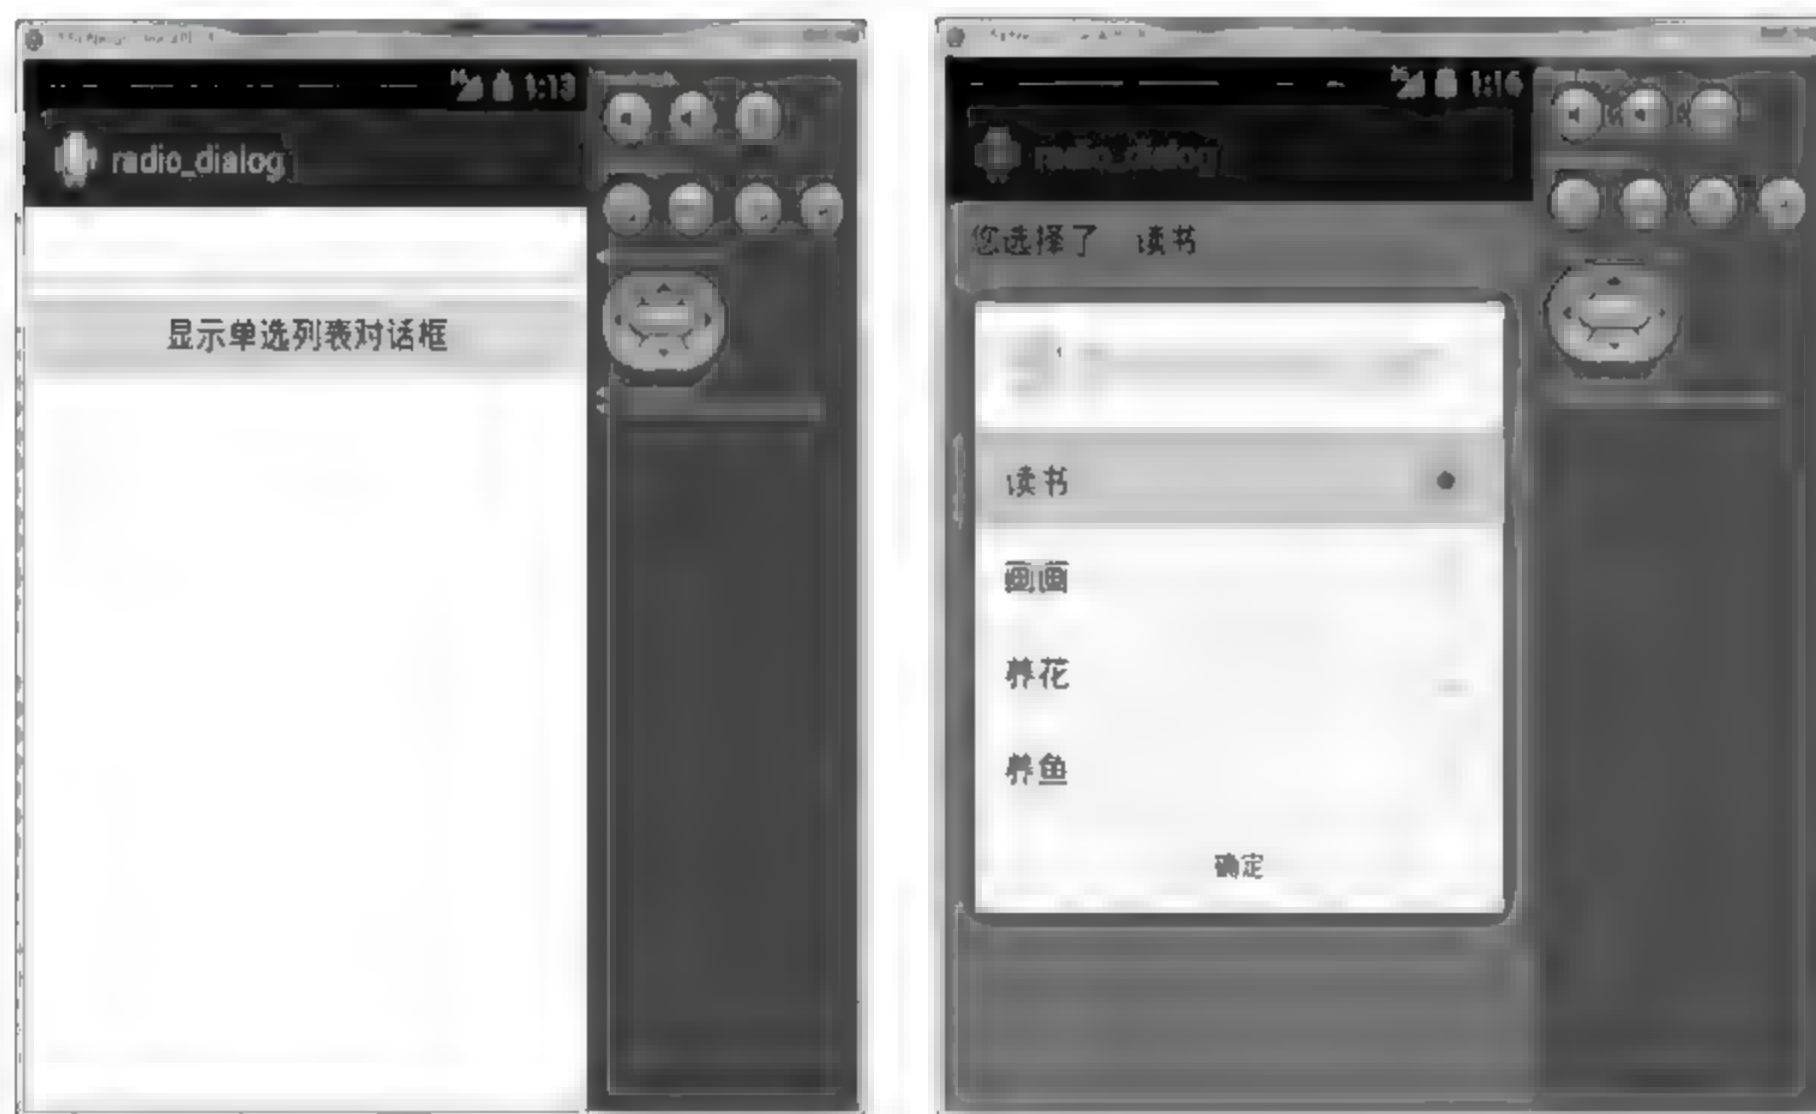 1:13
radio_dialog
显示单选列表对话框
1:16
radio_dialog
您选择了 读书
读书
画画
养花
养鱼
确定